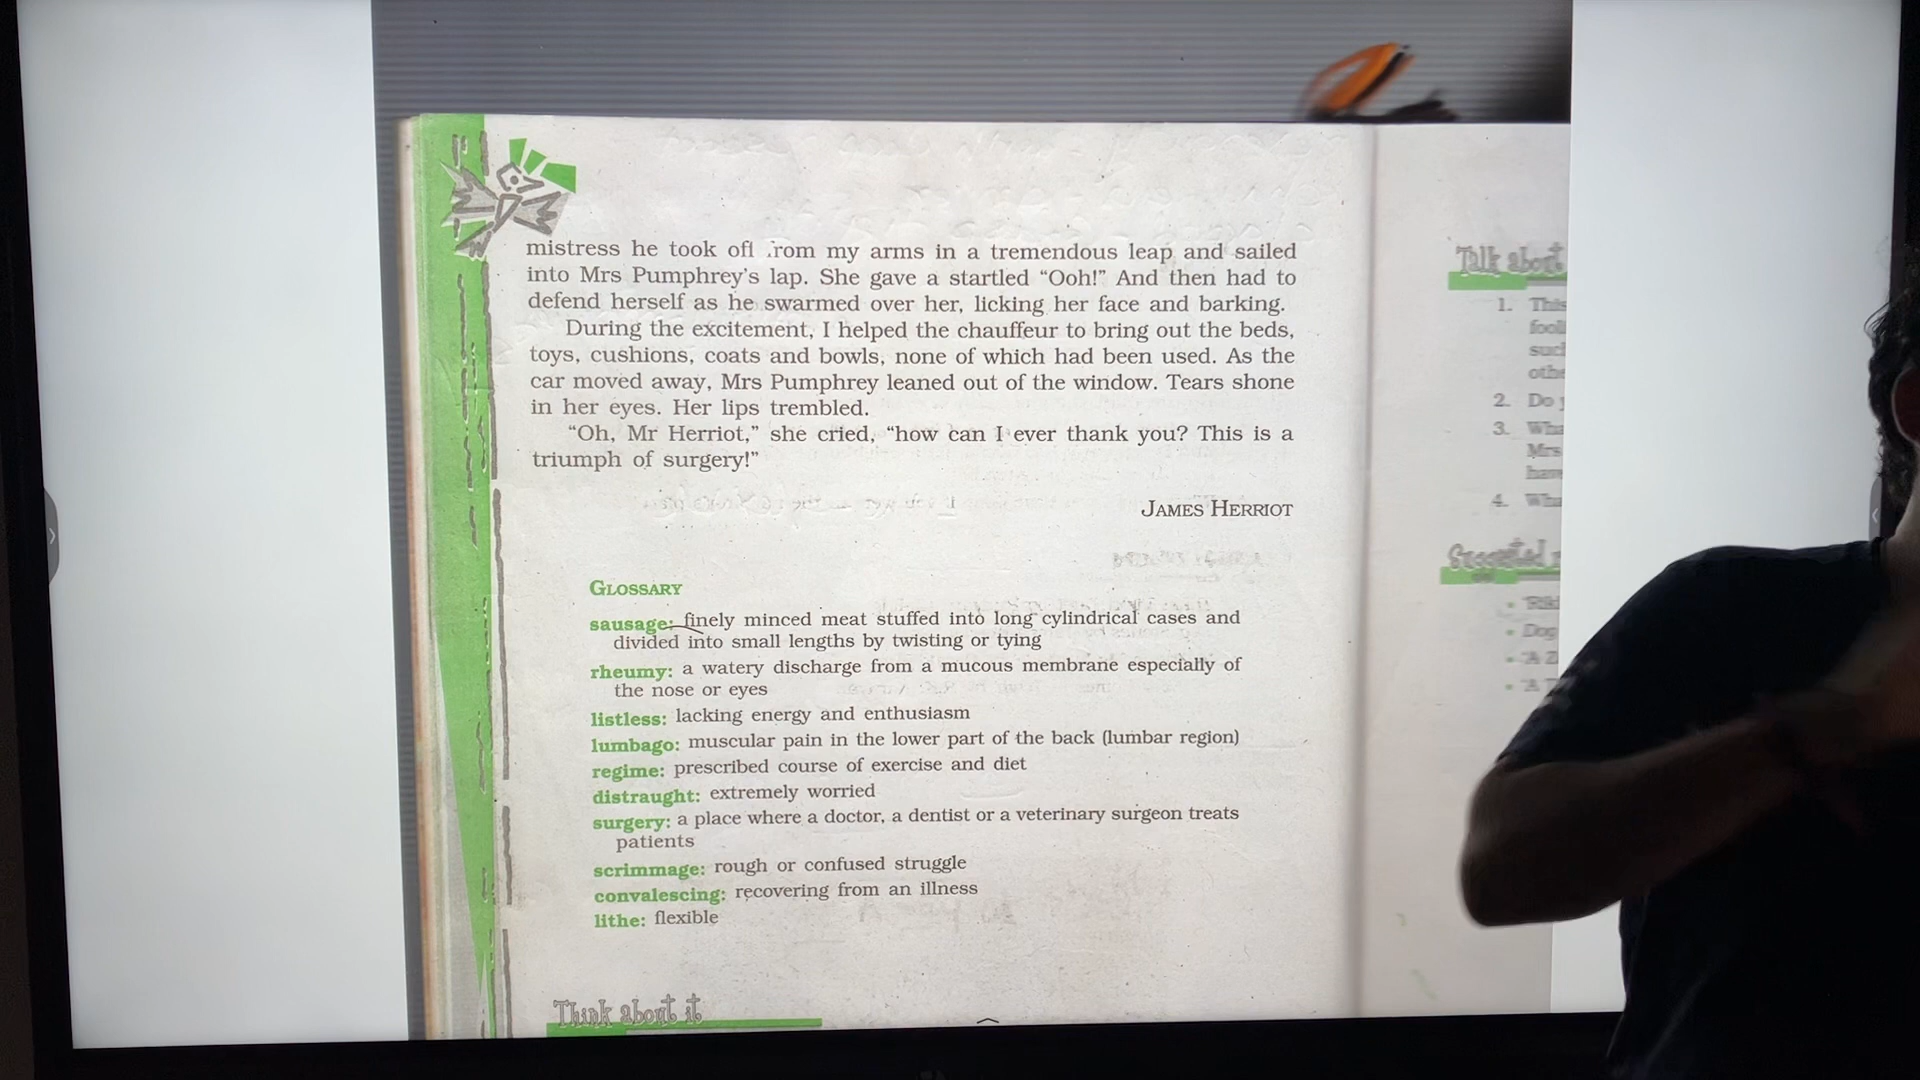 mistress he took off from my arms in a tremendous leap and sailed
into Mrs Pumphrey's lap. She gave a startled “Ooh!” And then had to
defend herself as he swarmed over her, licking her face and barking.
During the excitement, I helped the chauffeur to bring out the beds,
toys, cushions, coats and bowls, none of which had been used. As the
car moved away, Mrs Pumphrey leaned out of the window. Tears shone
in her eyes. Her lips trembled.
“Oh, Mr Herriot,” she cried, “how can I ever thank you? This is a
triumph of surgery!”
JAMES HERRIOT
GLOSSARY
sausage: finely minced meat stuffed into long cylindrical cases and
divided into small lengths by twisting or tying
rheumy: a watery discharge from a mucous membrane especially of
the nose or eyes
listless: lacking energy and enthusiasm
lumbago: muscular pain in the lower part of the back (lumbar region)
regime: prescribed course of exercise and diet
distraught: extremely worried
surgery: a place where a doctor, a dentist or a veterinary surgeon treats
patients
scrimmage: rough or confused struggle
convalescing: recovering from an illness
lithe: flexible
Think about it
Talk about
1. This
2. Do
3.
Mrs
have
4.
Suggested
Dog